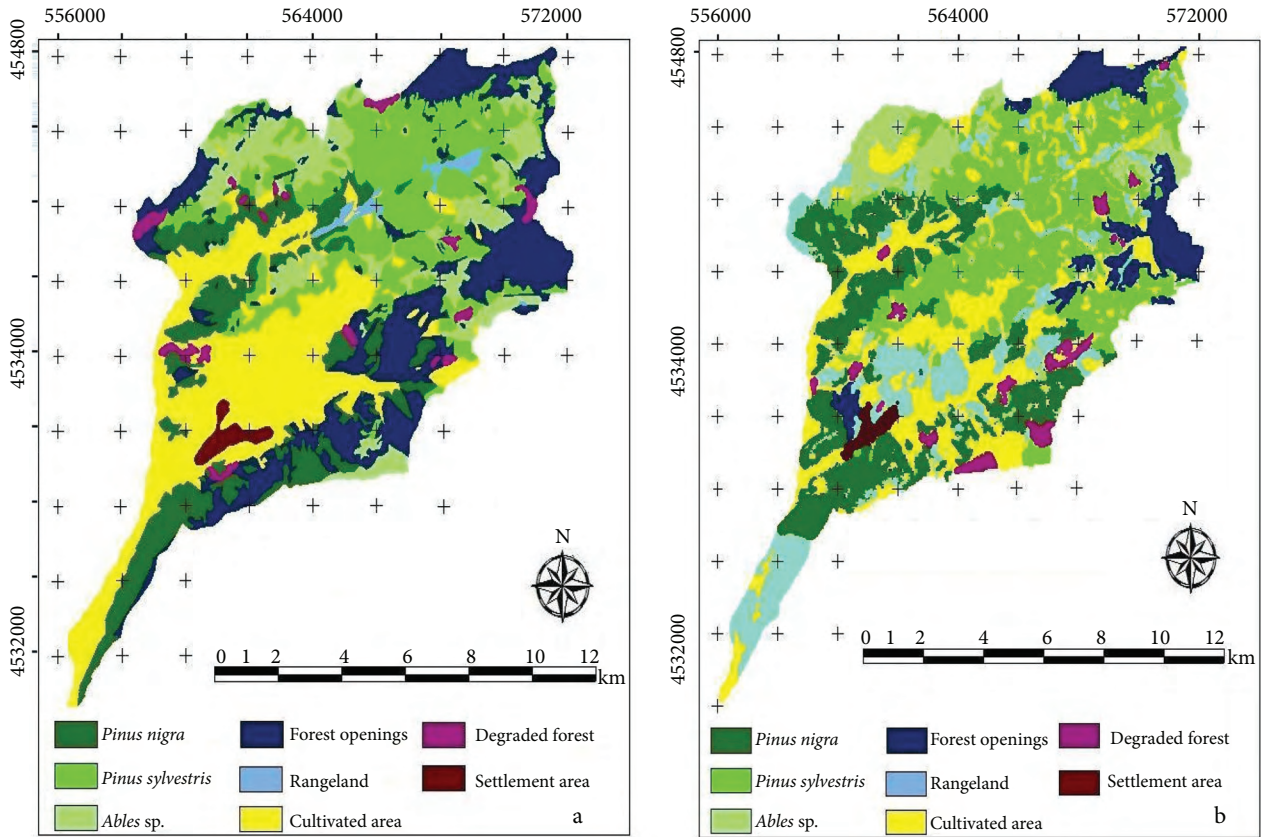 556000 564000 572000
454800
4534000
4532000
N
0 1 2 4 6 8 10 12
km
Pinus nigra
Pinus sylvestris
Ables sp.
Forest openings
Rangeland
Cultivated area
Degraded forest
Settlement area
a
556000 564000 572000
454800
4534000
4532000
N
0 1 2 4 6 8 10 12
km
Pinus nigra
Pinus sylvestris
Ables sp.
Forest openings
Rangeland
Cultivated area
Degraded forest
Settlement area
b